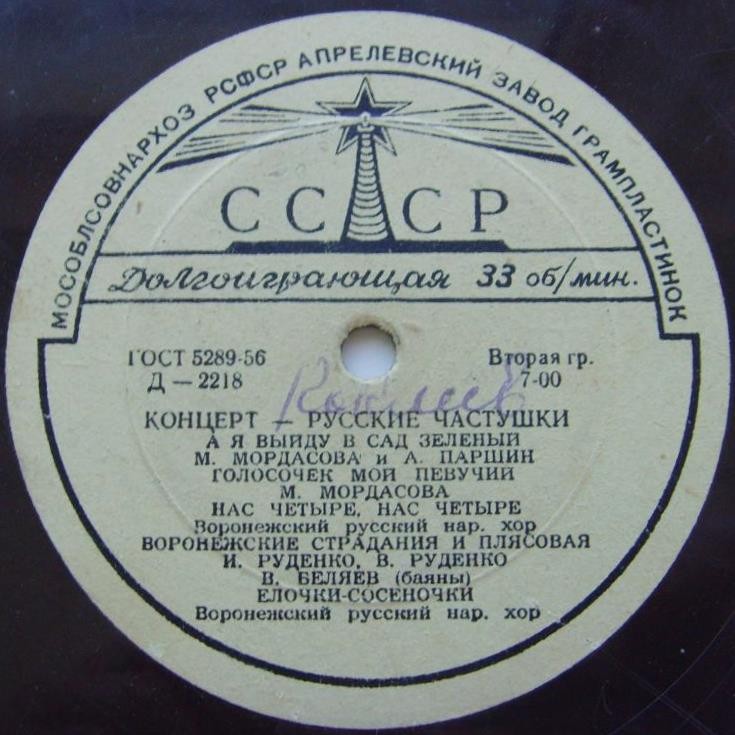 МОСОБЛСОВНАРХОЗ РСФСР АПРЕЛЕВСКИЙ ЗАВОД ГРАМПЛАСТИНОК
СССР
Долгоиграющая 33 об/мин.
ГОСТ 5289-56
Д — 2218
Вторая гр.
7-00
КОНЦЕРТ — РУССКИЕ ЧАСТУШКИ
А Я ВЫЙДУ В САД ЗЕЛЕНЫЙ
М. МОРДАСОВА и А. ПАРШИН
ГОЛОСОЧЕК МОЙ ПЕВУЧИЙ
М. МОРДАСОВА
НАС ЧЕТЫРЕ, НАС ЧЕТЫРЕ
Воронежский русский нар. хор
ВОРОНЕЖСКИЕ СТРАДАНИЯ И ПЛЯСОВАЯ
И. РУДЕНКО, В. РУДЕНКО
В. БЕЛЯЕВ (баяны)
ЕЛОЧКИ-СОСЕНОЧКИ
Воронежский русский нар. хор